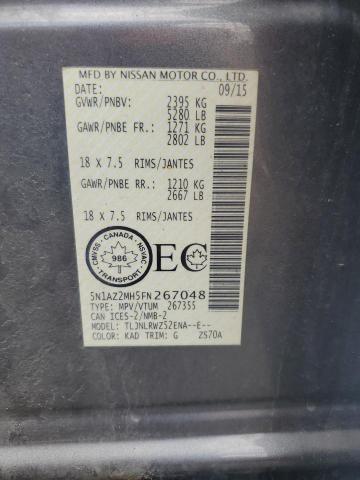 MFD BY NISSAN MOTOR CO., LTD.
DATE: 09/15
GVWR/PNBV: 2395 KG
5280 LB
GAWR/PNBE FR.: 1271 KG
2802 LB
18 X 7.5 RIMS/JANTES
GAWR/PNBE RR.: 1210 KG
2667 LB
18 X 7.5 RIMS/JANTES
CMVSS · CANADA · NSVAC
986
TRANSPORT
EC
5N1AZ2MH5FN267048
TYPE: MPV/VTUM 267355
CAN ICES-2/NMB-2
MODEL: TLJNLRWZ52ENA--E--
COLOR: KAD TRIM: G ZS70A